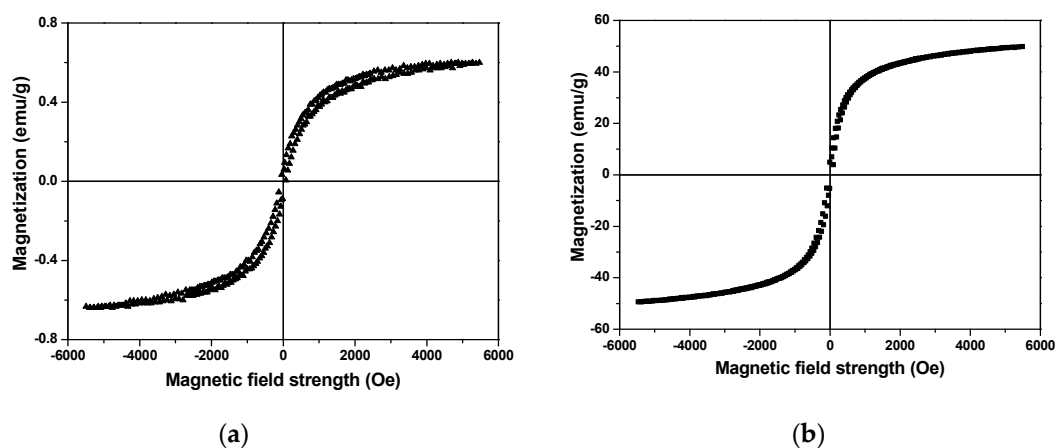 0.8
0.4
0.0
-0.4
-0.8
Magnetization (emu/g)
-6000 -4000 -2000 0 2000 4000 6000
Magnetic field strength (Oe)
(a)
60
40
20
0
-20
-40
-60
Magnetization (emu/g)
-6000 -4000 -2000 0 2000 4000 6000
Magnetic field strength (Oe)
(b)